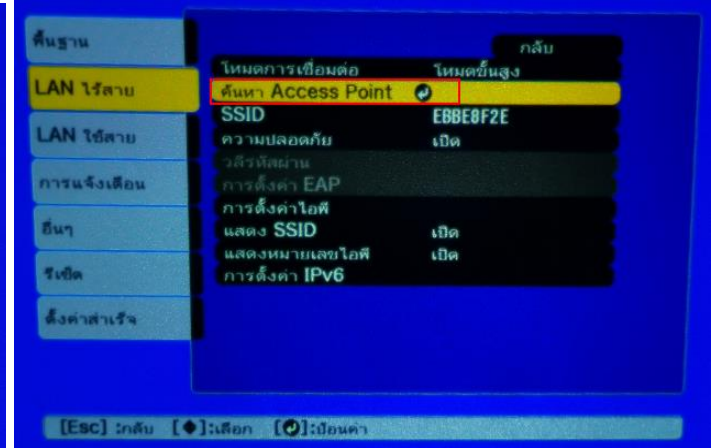 พื้นฐาน
LAN ไร้สาย
LAN ใช้สาย
การแจ้งเตือน
อื่นๆ
รีเซ็ต
ตั้งค่าสำเร็จ
กลับ
โหมดการเชื่อมต่อ โหมดขั้นสูง
ค้นหา Access Point
SSID EBBE8F2E
ความปลอดภัย เปิด
วลีรหัสผ่าน
การตั้งค่า EAP
การตั้งค่าไอพี
แสดง SSID เปิด
แสดงหมายเลขไอพี เปิด
การตั้งค่า IPv6
[Esc] :กลับ [◆]:เลือก [↵]:ป้อนค่า